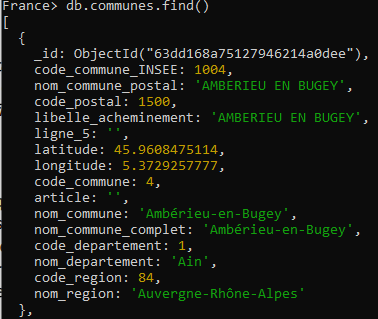 France> db.communes.find()
[
  {
    _id: ObjectId("63dd168a75127946214a0dee"),
    code_commune_INSEE: 1004,
    nom_commune_postal: 'AMBERIEU EN BUGEY',
    code_postal: 1500,
    libelle_acheminement: 'AMBERIEU EN BUGEY',
    ligne_5: '',
    latitude: 45.9608475114,
    longitude: 5.3729257777,
    code_commune: 4,
    article: '',
    nom_commune: 'Ambérieu-en-Bugey',
    nom_commune_complet: 'Ambérieu-en-Bugey',
    code_departement: 1,
    nom_departement: 'Ain',
    code_region: 84,
    nom_region: 'Auvergne-Rhône-Alpes'
  },